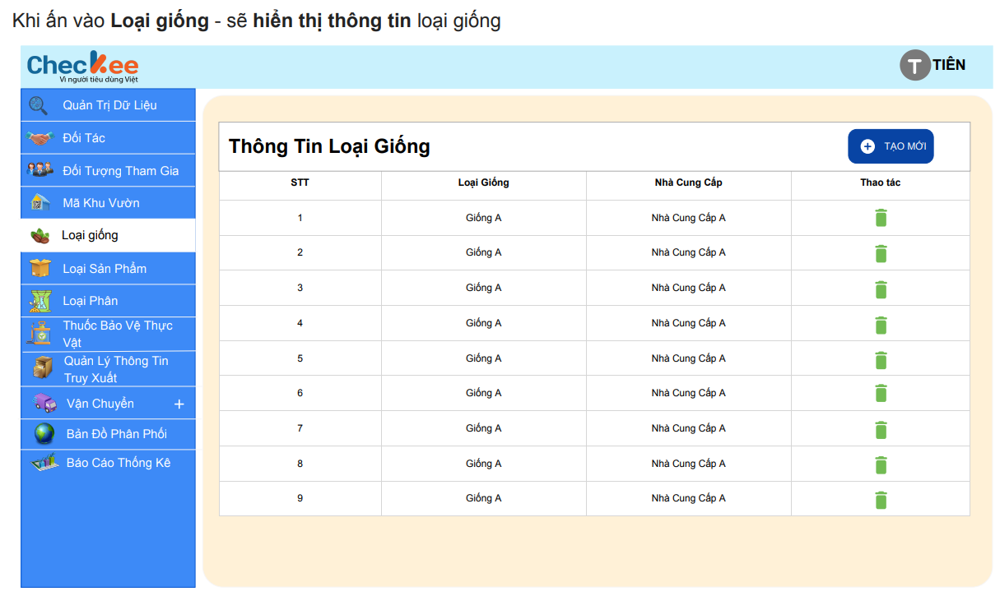 Khi ấn vào Loại giống - sẽ hiển thị thông tin loại giống
Checkee
Vì người tiêu dùng Việt
T TIÊN
Quản Trị Dữ Liệu
Đối Tác
Đối Tượng Tham Gia
Mã Khu Vườn
Loại giống
Loại Sản Phẩm
Loại Phân
Thuốc Bảo Vệ Thực
Vật
Quản Lý Thông Tin
Truy Xuất
Vận Chuyển +
Bản Đồ Phân Phối
Báo Cáo Thống Kê
Thông Tin Loại Giống
TẠO MỚI
STT Loại Giống Nhà Cung Cấp Thao tác
1 Giống A Nhà Cung Cấp A
2 Giống A Nhà Cung Cấp A
3 Giống A Nhà Cung Cấp A
4 Giống A Nhà Cung Cấp A
5 Giống A Nhà Cung Cấp A
6 Giống A Nhà Cung Cấp A
7 Giống A Nhà Cung Cấp A
8 Giống A Nhà Cung Cấp A
9 Giống A Nhà Cung Cấp A